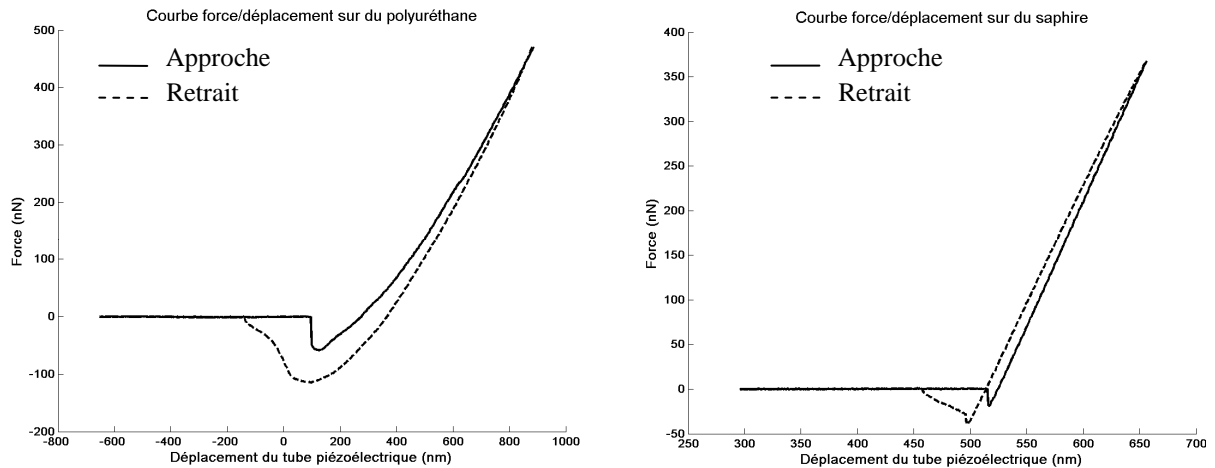 Courbe force/déplacement sur du polyuréthane
500
400
300
200
100
0
-100
-200
Force (nN)
Approche
Retrait
-800 -600 -400 -200 0 200 400 600 800 1000
Déplacement du tube piézoélectrique (nm)
Courbe force/déplacement sur du saphire
400
350
300
250
200
150
100
50
0
-50
Force (nN)
Approche
Retrait
250 300 350 400 450 500 550 600 650 700
Déplacement du tube piézoélectrique (nm)